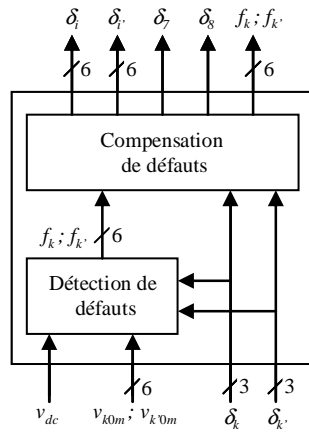 δi δi' δ7 δ8 fk ; fk'
6 6 6
Compensation
de défauts
fk ; fk' 6
Détection de
défauts
6 3 3
vdc vk0m ; vk'0m δk δk'